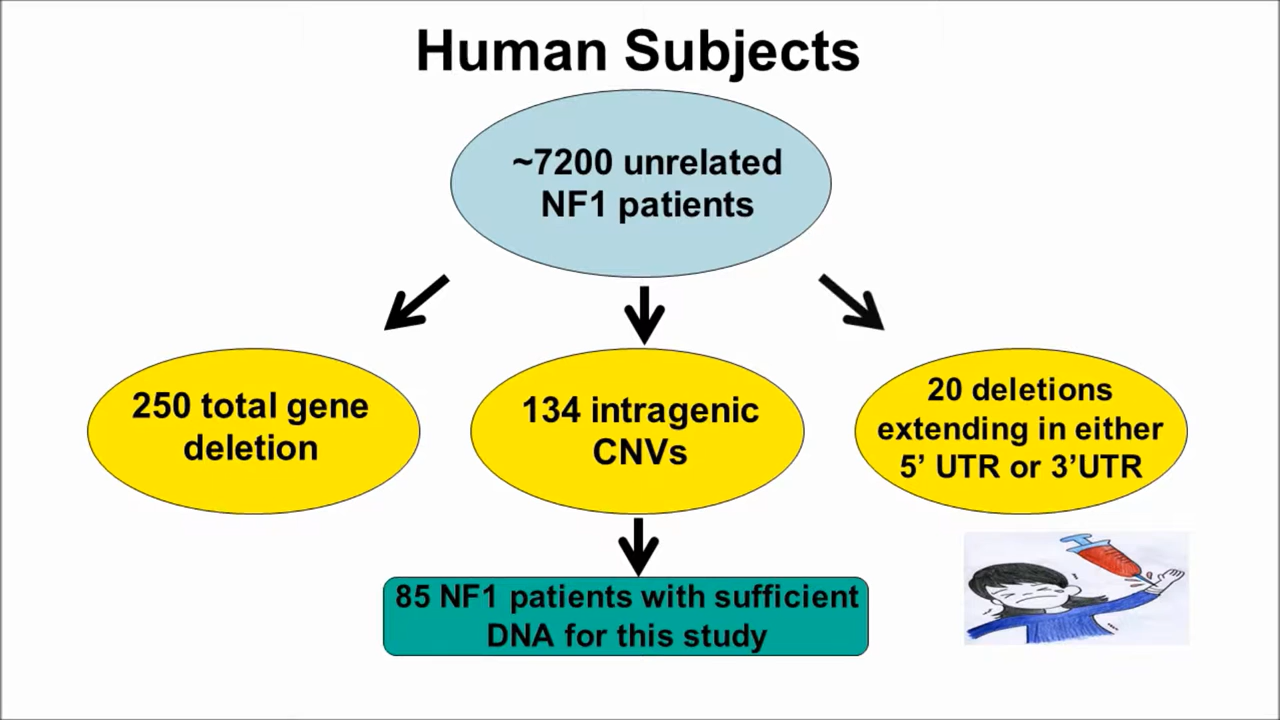 Human Subjects
~7200 unrelated
NF1 patients
250 total gene
deletion
134 intragenic
CNVs
20 deletions
extending in either
5’ UTR or 3’UTR
85 NF1 patients with sufficient
DNA for this study